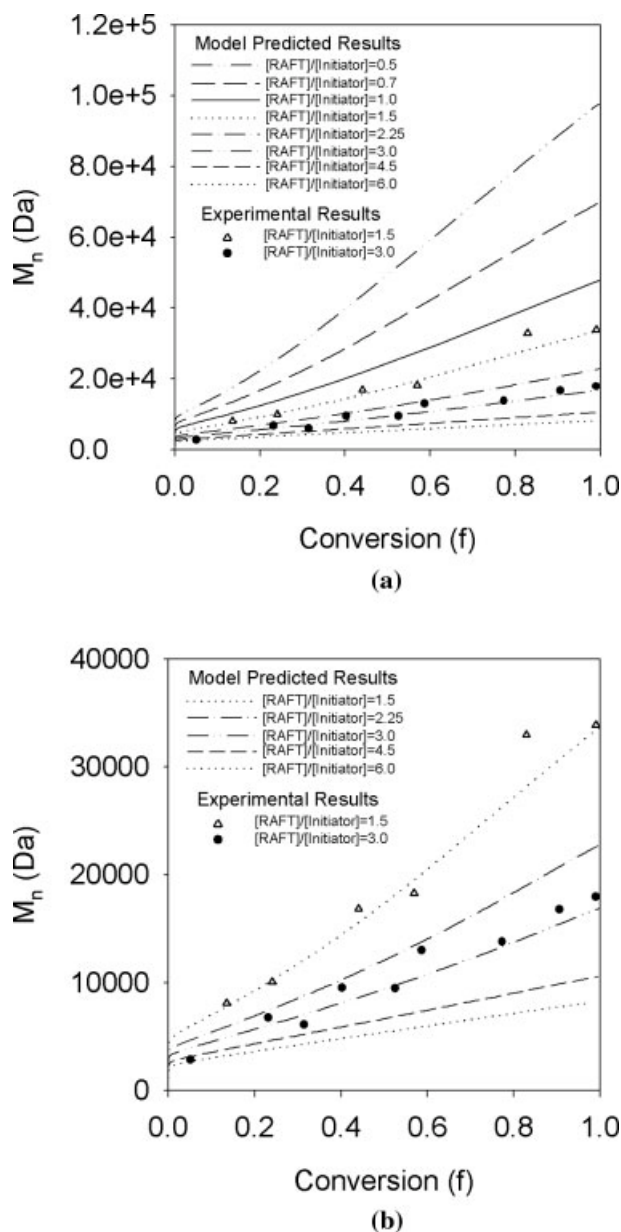 1.2e+5
Model Predicted Results
[RAFT]/[Initiator]=0.5
[RAFT]/[Initiator]=0.7
1.0e+5
[RAFT]/[Initiator]=1.0
[RAFT]/[Initiator]=1.5
[RAFT]/[Initiator]=2.25
[RAFT]/[Initiator]=3.0
8.0e+4
[RAFT]/[Initiator]=4.5
[RAFT]/[Initiator]=6.0
Experimental Results
[RAFT]/[Initiator]=1.5
6.0e+4
[RAFT]/[Initiator]=3.0
Mn (Da)
4.0e+4
2.0e+4
0.0
0.0 0.2 0.4 0.6 0.8 1.0
Conversion (f)
(a)
40000
Model Predicted Results
[RAFT]/[Initiator]=1.5
[RAFT]/[Initiator]=2.25
[RAFT]/[Initiator]=3.0
[RAFT]/[Initiator]=4.5
30000
[RAFT]/[Initiator]=6.0
Experimental Results
[RAFT]/[Initiator]=1.5
[RAFT]/[Initiator]=3.0
Mn (Da)
20000
10000
0
0.0 0.2 0.4 0.6 0.8 1.0
Conversion (f)
(b)